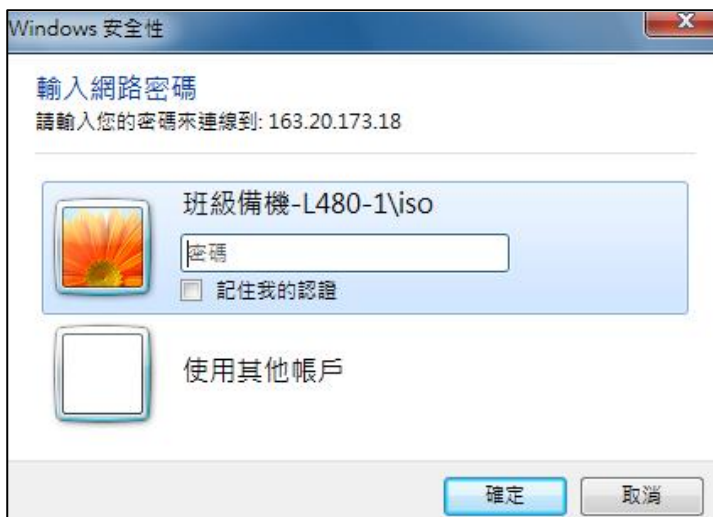 Windows 安全性
輸入網路密碼
請輸入您的密碼來連線到: 163.20.173.18
班級備機-L480-1\iso
密碼
記住我的認證
使用其他帳戶
確定
取消